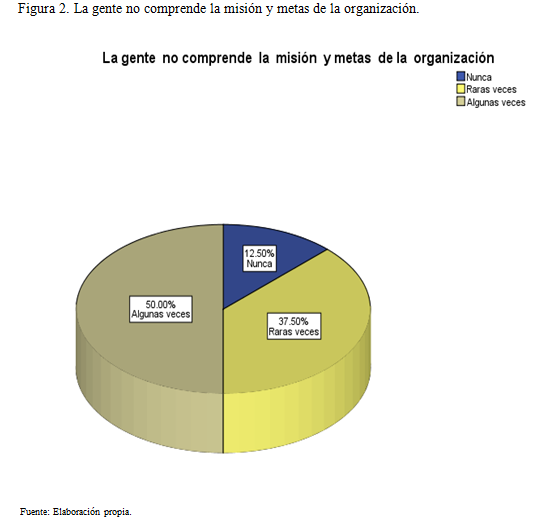 Figura 2. La gente no comprende la misión y metas de la organización.
La gente no comprende la misión y metas de la organización
Nunca
Raras veces
Algunas veces
12.50%
Nunca
50.00%
Algunas veces
37.50%
Raras veces
Fuente: Elaboración propia.